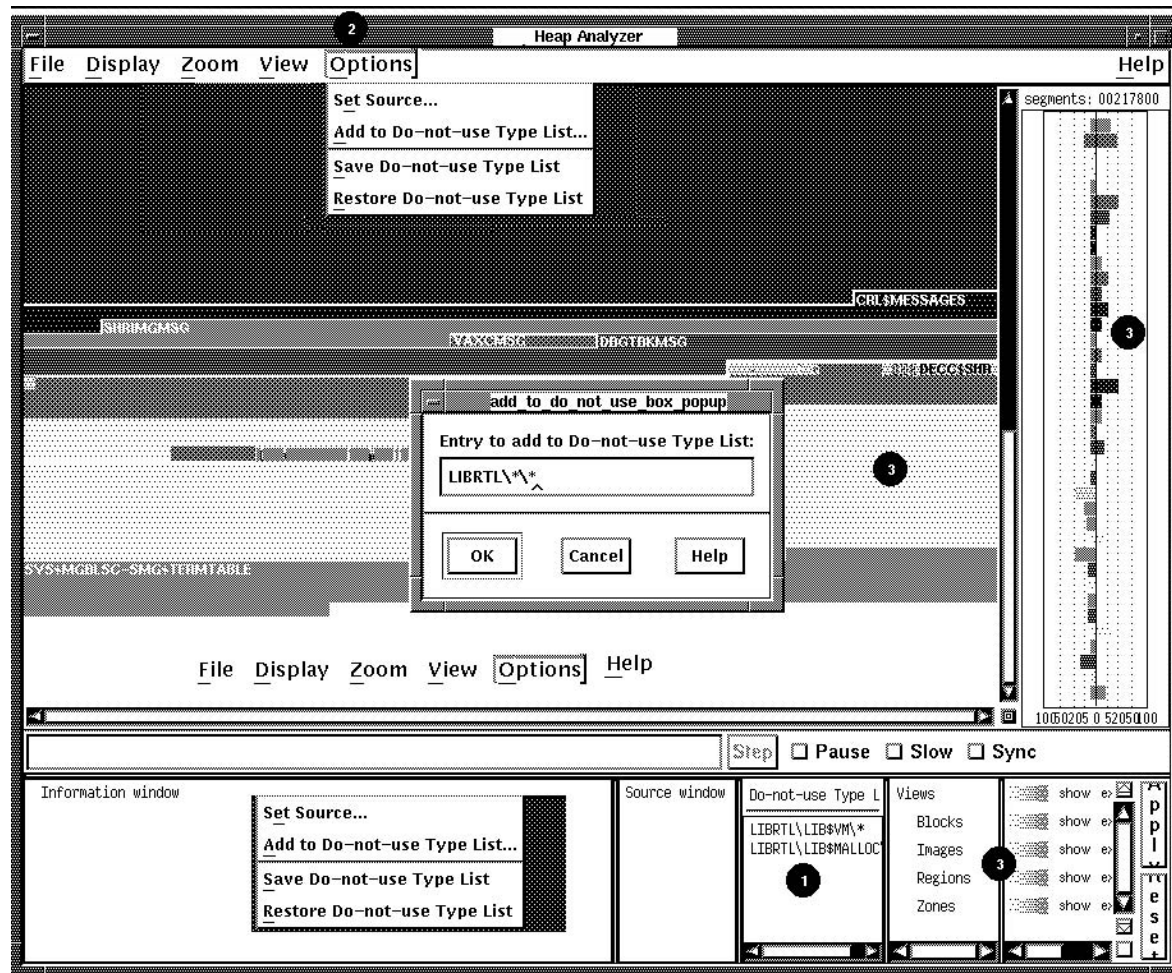 2
Heap Analyzer
File Display Zoom View Options Help
Set Source...
Add to Do-not-use Type List...
Save Do-not-use Type List
Restore Do-not-use Type List
segments: 00217800
CRL$MESSAGES
SHRIMGMSG
VAXCMSG DBGTBKMSG
DECC$SHR
3
add_to_do_not_use_box_popup
Entry to add to Do-not-use Type List:
LIBRTL\*\*
3
OK Cancel Help
File Display Zoom View Options Help
0
Step Pause Slow Sync
Information window
Set Source...
Add to Do-not-use Type List...
Save Do-not-use Type List
Restore Do-not-use Type List
Source window
Do-not-use Type L
LIBRTL\LIB$VM\*
LIBRTL\LIB$MALLOC
1
Views
Blocks
Images
Regions
Zones
3
show e
show e
show e
show e
show e
Appl
eset